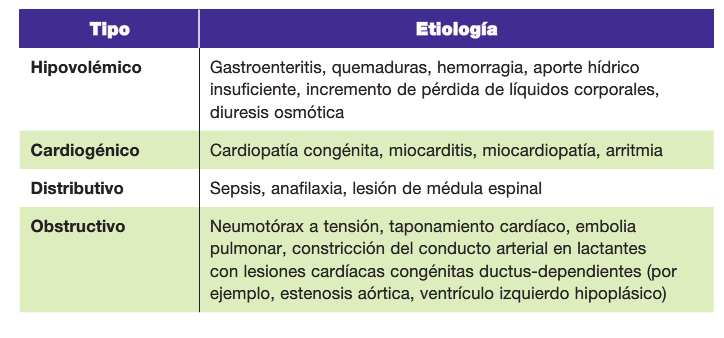 Tipo
Etiología
Hipovolémico
Gastroenteritis, quemaduras, hemorragia, aporte hídrico
insuficiente, incremento de pérdida de líquidos corporales,
diuresis osmótica
Cardiogénico
Cardiopatía congénita, miocarditis, miocardiopatía, arritmia
Distributivo
Sepsis, anafilaxia, lesión de médula espinal
Obstructivo
Neumotórax a tensión, taponamiento cardíaco, embolia
pulmonar, constricción del conducto arterial en lactantes
con lesiones cardíacas congénitas ductus-dependientes (por
ejemplo, estenosis aórtica, ventrículo izquierdo hipoplásico)